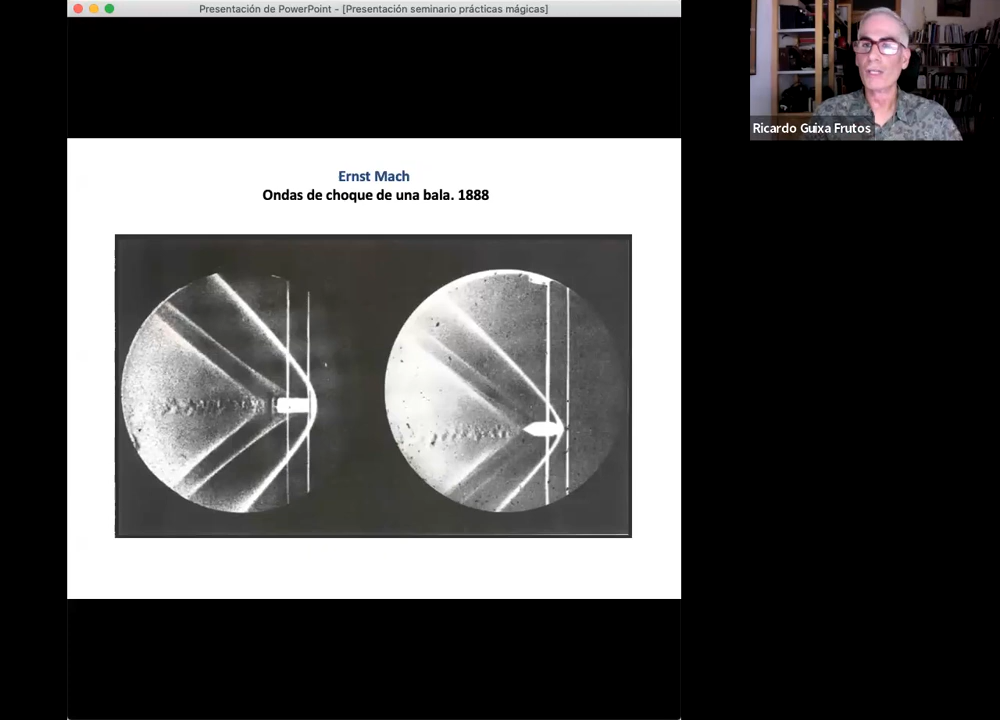 Presentación de PowerPoint - [Presentación seminario prácticas mágicas]
Ernst Mach
Ondas de choque de una bala. 1888
Ricardo Guixa Frutos